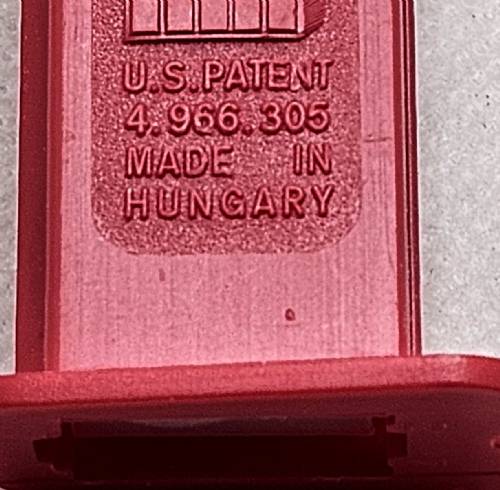 U.S.PATENT
4.966.305
MADE IN
HUNGARY